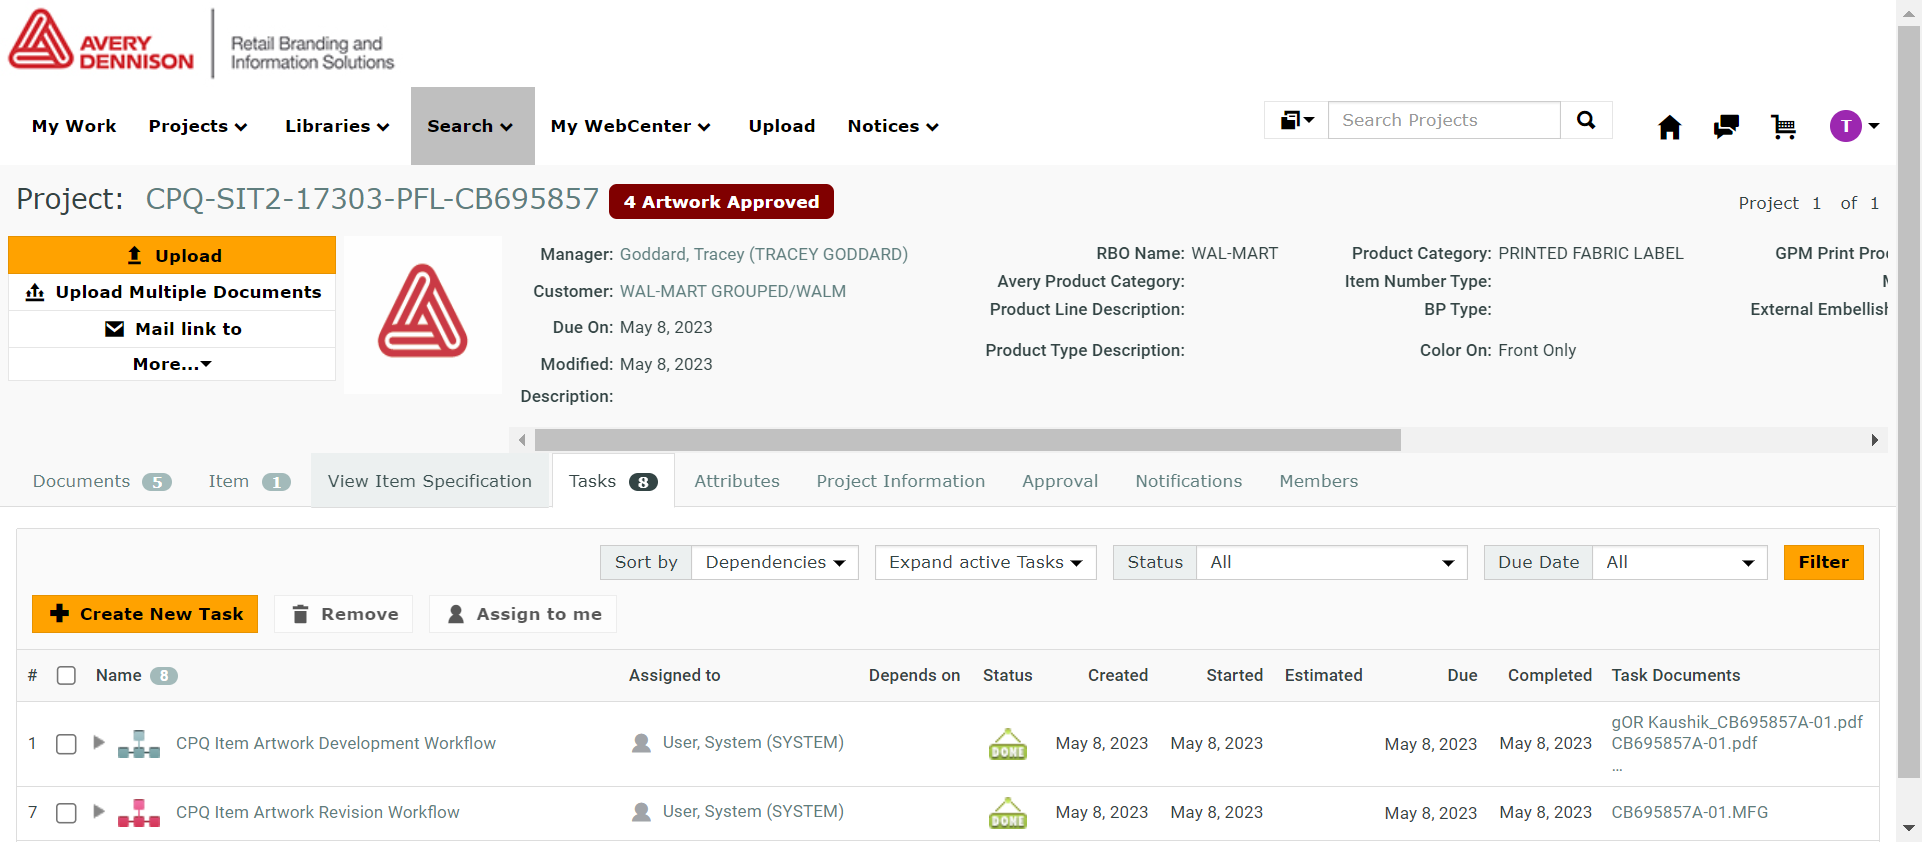 AVERY
DENNISON
Retail Branding and
Information Solutions
My Work Projects Libraries Search My WebCenter Upload Notices Search Projects T
Project: CPQ-SIT2-17303-PFL-CB695857 4 Artwork Approved Project 1 of 1
Upload
Upload Multiple Documents
Mail link to
More...
Manager: Goddard, Tracey (TRACEY GODDARD)
Customer: WAL-MART GROUPED/WALM
Due On: May 8, 2023
Modified: May 8, 2023
Description:
RBO Name: WAL-MART
Avery Product Category:
Product Line Description:
Product Type Description:
Product Category: PRINTED FABRIC LABEL
Item Number Type:
BP Type:
Color On: Front Only
GPM Print
External
Documents 5 Item 1 View Item Specification Tasks 8 Attributes Project Information Approval Notifications Members
Sort by Dependencies Expand active Tasks Status All Due Date All Filter
Create New Task Remove Assign to me
# Name 8 Assigned to Depends on Status Created Started Estimated Due Completed Task Documents
1 CPQ Item Artwork Development Workflow User, System (SYSTEM) DONE May 8, 2023 May 8, 2023 May 8, 2023 May 8, 2023 gOR Kaushik_CB695857A-01.pdf
CB695857A-01.pdf
...
7 CPQ Item Artwork Revision Workflow User, System (SYSTEM) DONE May 8, 2023 May 8, 2023 May 8, 2023 May 8, 2023 CB695857A-01.MFG